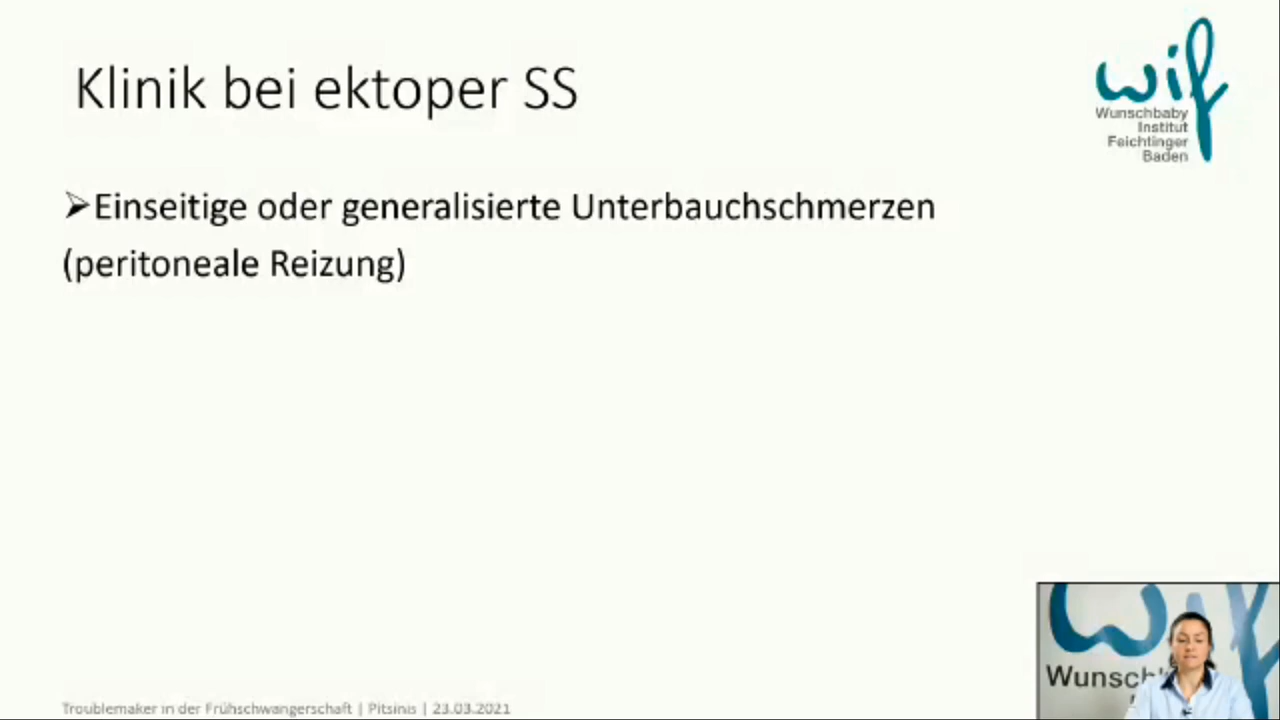 Klinik bei ektoper SS
wif
Wunschbaby
Institut
Feichtinger
Baden
➢Einseitige oder generalisierte Unterbauchschmerzen
(peritoneale Reizung)
Troublemaker in der Frühschwangerschaft | Pitsinis | 23.03.2021